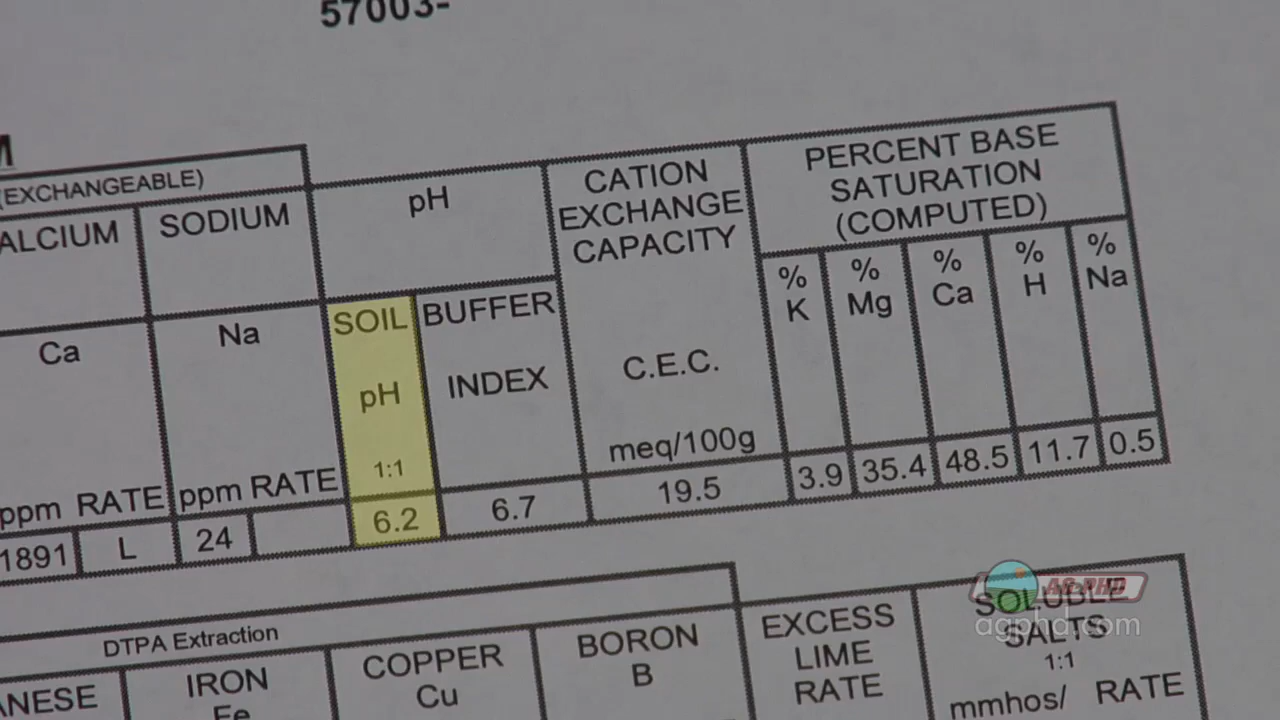 57003-
(EXCHANGEABLE)
ALCIUM
SODIUM
pH
CATION
EXCHANGE
CAPACITY
PERCENT BASE
SATURATION
(COMPUTED)
Ca
Na
SOIL
pH
1:1
BUFFER
INDEX
C.E.C.
meq/100g
% K
% Mg
% Ca
% H
% Na
ppm RATE
ppm RATE
1891 L 24 6.2 6.7 19.5 3.9 35.4 48.5 11.7 0.5
DTPA Extraction
ANESE
IRON
Fe
COPPER
Cu
BORON
B
EXCESS
LIME
RATE
SOLUBLE
SALTS
1:1
mmhos/ RATE
AG PHD
agphd.com